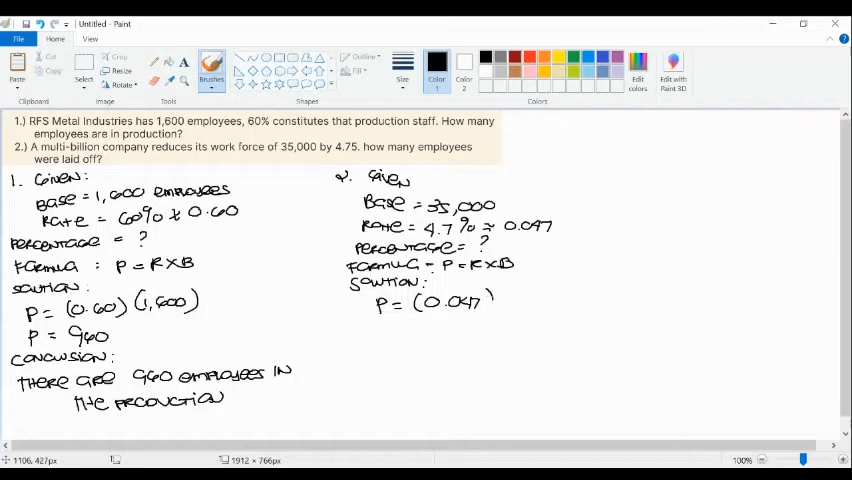 Untitled - Paint
File
Home
View
Paste
Cut
Copy
Clipboard
Select
Crop
Resize
Rotate
Image
A
Tools
Brushes
Outline
Fill
Shapes
Size
Color
1
Color
2
Edit
colors
Edit with
Paint 3D
Colors
1.) RFS Metal Industries has 1,600 employees, 60% constitutes that production staff. How many
employees are in production?
2.) A multi-billion company reduces its work force of 35,000 by 4.75. how many employees
were laid off?
1. GIVEN:
BASE = 1,600 EMPLOYEES
RATE = 60% ≈ 0.60
PERCENTAGE = ?
FORMULA : P = R X B
SOLUTION:
P = (0.60) (1,600)
P = 960
CONCLUSION:
THERE ARE 960 EMPLOYEES IN
THE PRODUCTION
2. GIVEN
BASE = 35,000
RATE = 4.7% ≈ 0.047
PERCENTAGE = ?
FORMULA - P = R X B
SOLUTION:
P = (0.047)
1106, 427px
1912 × 766px
100%